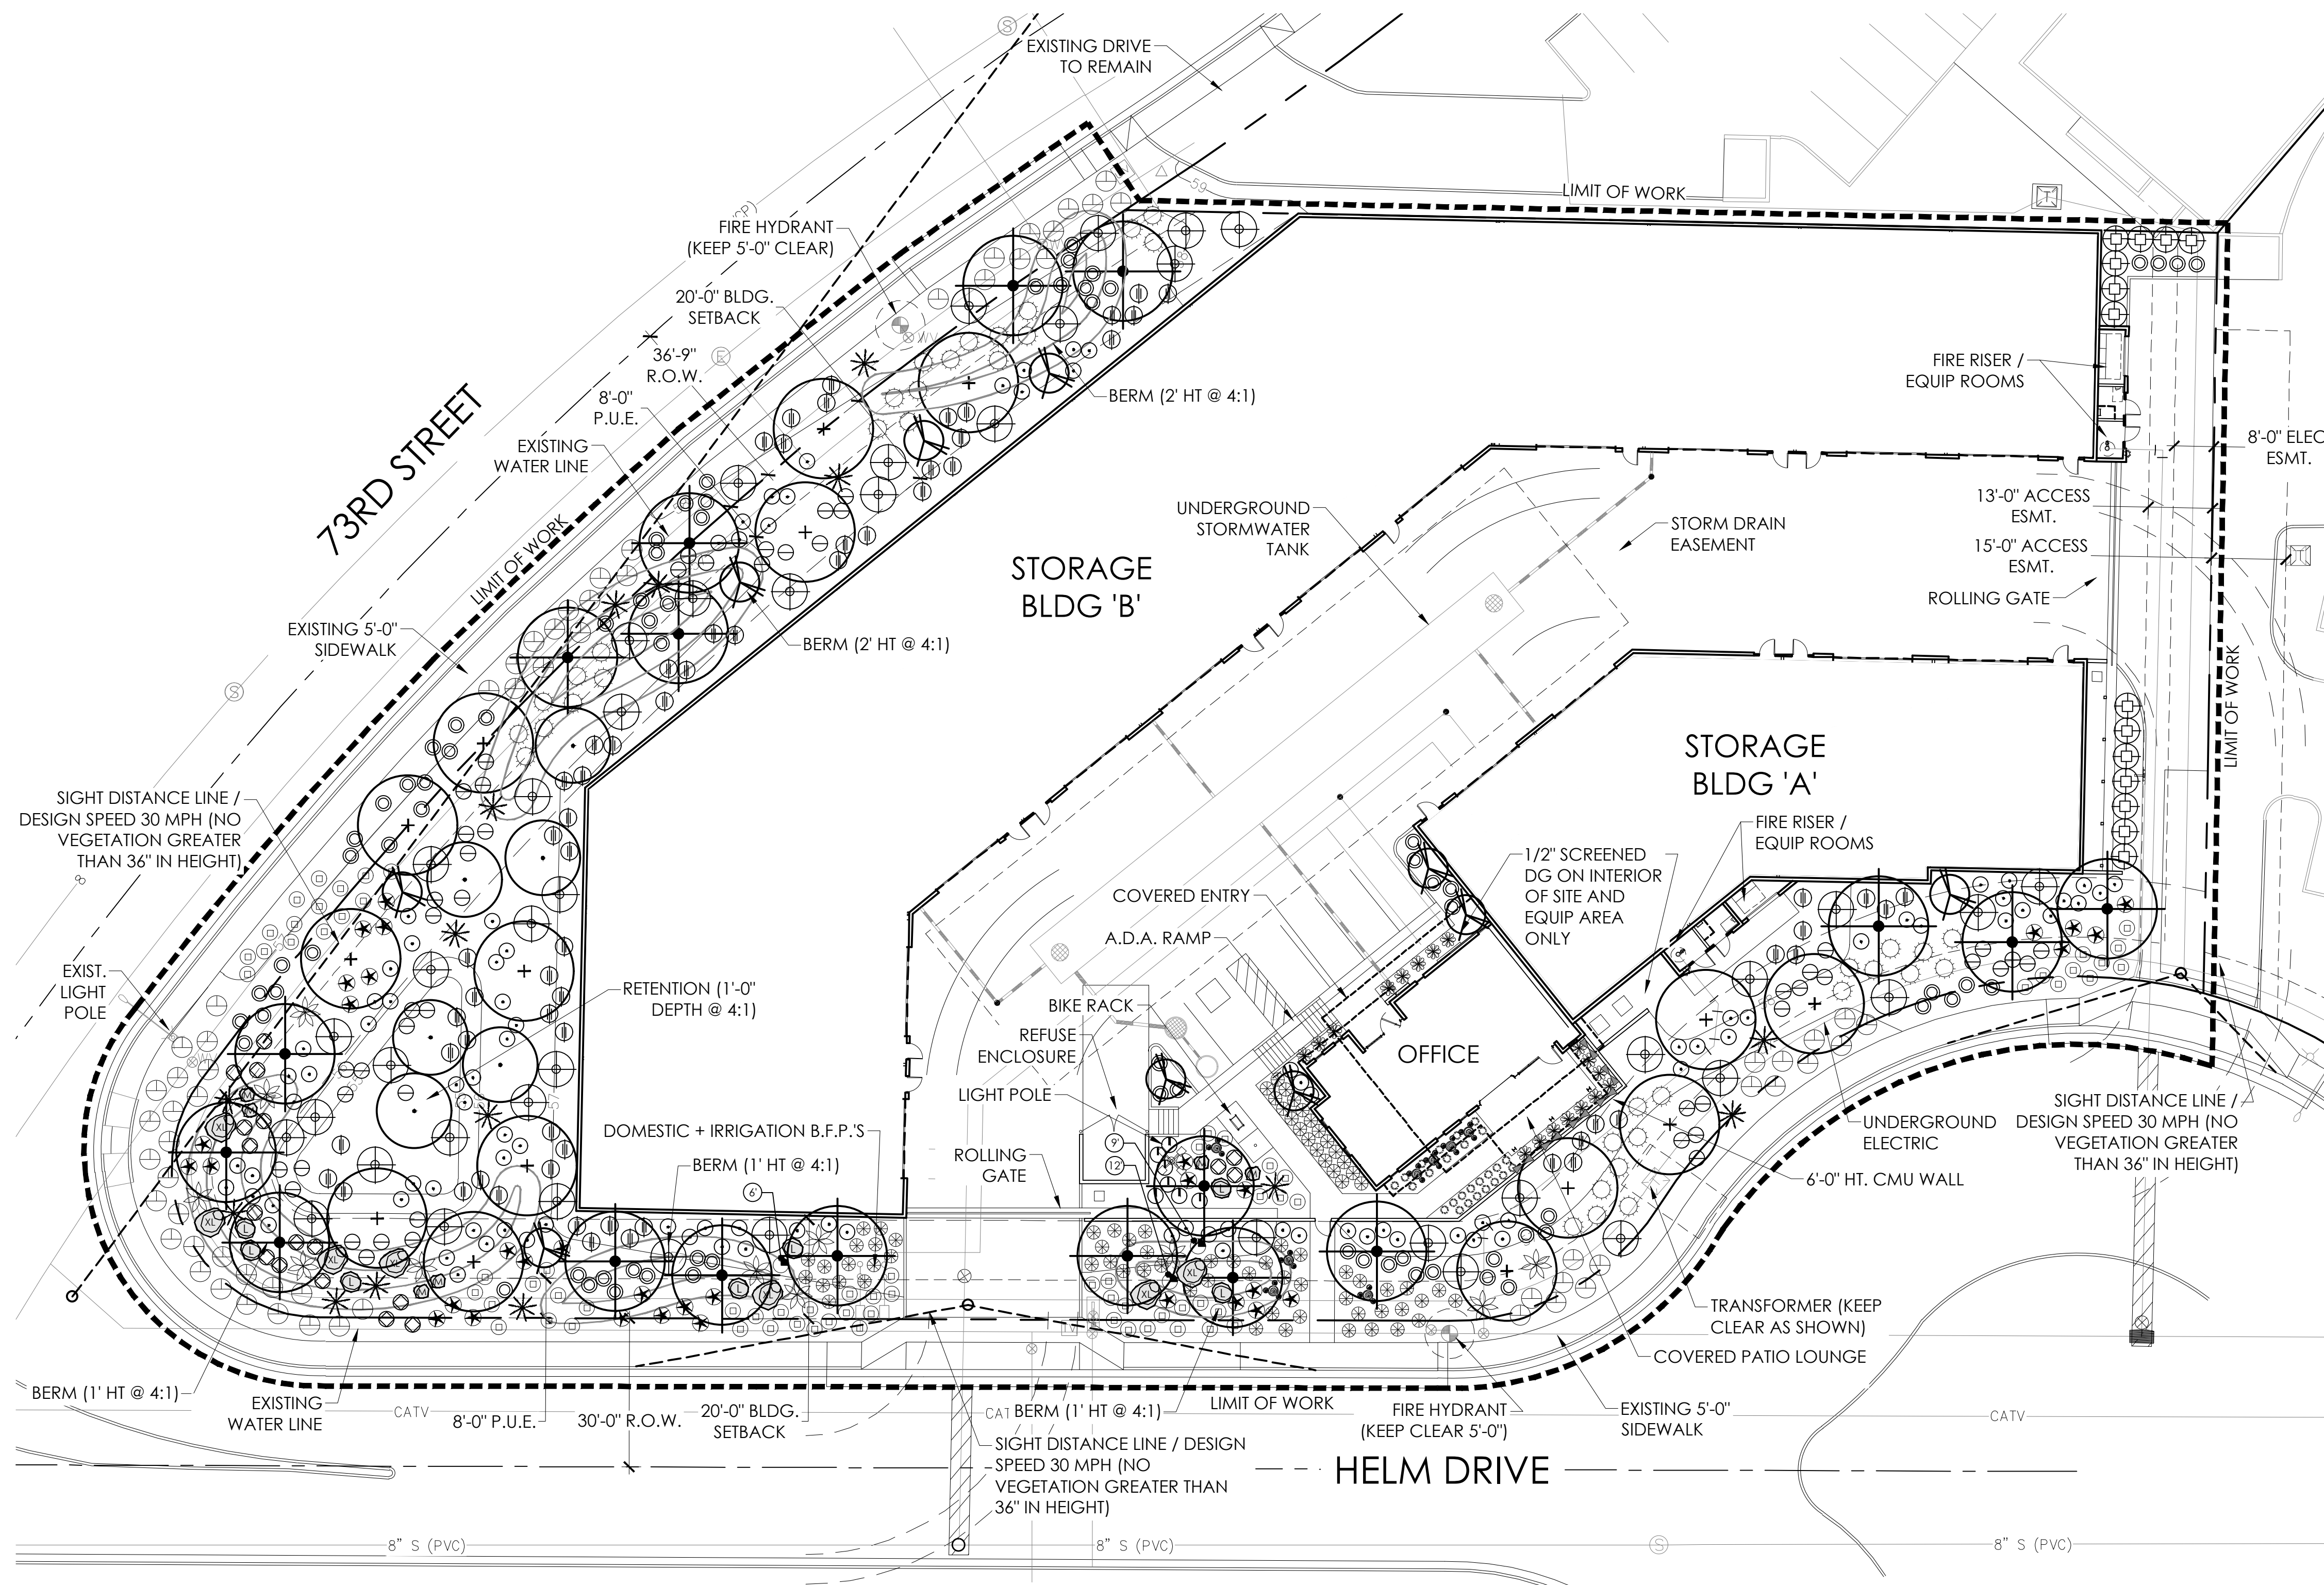 EXISTING DRIVE
TO REMAIN
LIMIT OF WORK
FIRE HYDRANT
(KEEP 5'-0" CLEAR)
20'-0" BLDG.
SETBACK
36'-9"
R.O.W.
8'-0"
P.U.E.
EXISTING
WATER LINE
73RD STREET
LIMIT OF WORK
BERM (2' HT @ 4:1)
FIRE RISER /
EQUIP ROOMS
8'-0" ELEC
ESMT.
13'-0" ACCESS
ESMT.
15'-0" ACCESS
ESMT.
ROLLING GATE
UNDERGROUND
STORMWATER
TANK
STORM DRAIN
EASEMENT
STORAGE
BLDG 'B'
EXISTING 5'-0"
SIDEWALK
BERM (2' HT @ 4:1)
LIMIT OF WORK
STORAGE
BLDG 'A'
SIGHT DISTANCE LINE /
DESIGN SPEED 30 MPH (NO
VEGETATION GREATER
THAN 36" IN HEIGHT)
FIRE RISER /
EQUIP ROOMS
1/2" SCREENED
DG ON INTERIOR
OF SITE AND
EQUIP AREA
ONLY
COVERED ENTRY
A.D.A. RAMP
EXIST.
LIGHT
POLE
RETENTION (1'-0"
DEPTH @ 4:1)
BIKE RACK
REFUSE
ENCLOSURE
LIGHT POLE
OFFICE
DOMESTIC + IRRIGATION B.F.P.'S
BERM (1' HT @ 4:1)
6'
9'
12'
ROLLING
GATE
UNDERGROUND
ELECTRIC
SIGHT DISTANCE LINE /
DESIGN SPEED 30 MPH (NO
VEGETATION GREATER
THAN 36" IN HEIGHT)
6'-0" HT. CMU WALL
TRANSFORMER (KEEP
CLEAR AS SHOWN)
COVERED PATIO LOUNGE
BERM (1' HT @ 4:1)
EXISTING
WATER LINE
CATV
8'-0" P.U.E.
30'-0" R.O.W.
20'-0" BLDG.
SETBACK
BERM (1' HT @ 4:1)
LIMIT OF WORK
FIRE HYDRANT
(KEEP CLEAR 5'-0")
EXISTING 5'-0"
SIDEWALK
CATV
SIGHT DISTANCE LINE / DESIGN
SPEED 30 MPH (NO
VEGETATION GREATER THAN
36" IN HEIGHT)
HELM DRIVE
8" S (PVC)
8" S (PVC)
8" S (PVC)